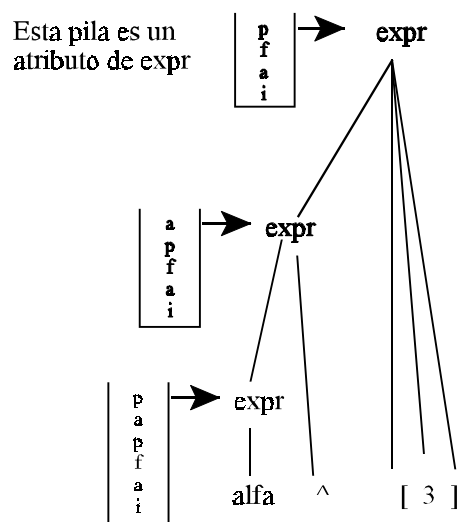 Esta pila es un
atributo de expr
p
f
a
i
expr
a
p
f
a
i
expr
p
a
p
f
a
i
expr
alfa ^ [ 3 ]